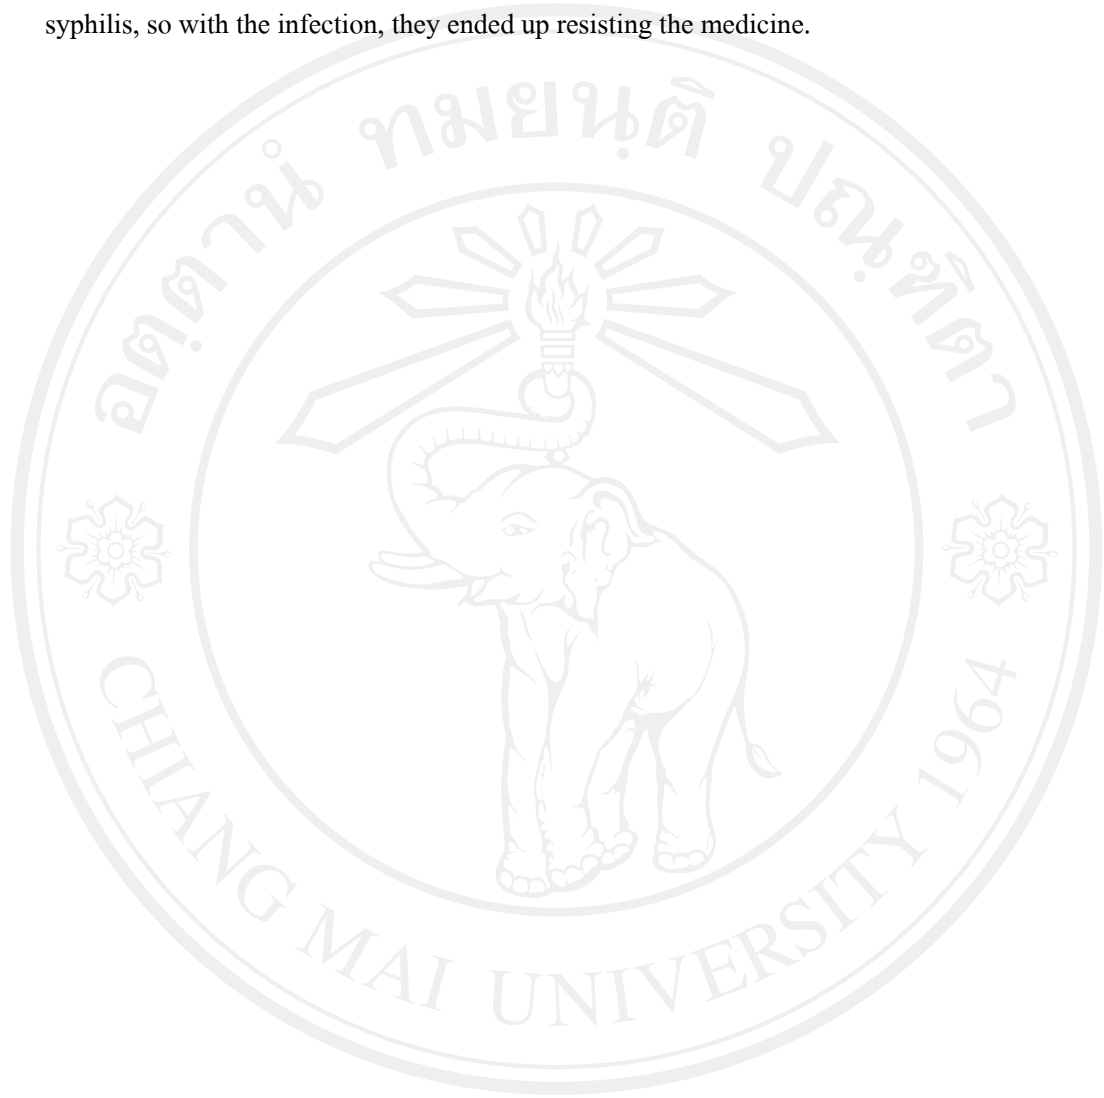 syphilis, so with the infection, they ended up resisting the medicine.
อตฺตานํ ทมยนฺติ ปณฺฑิตา
CHIANG MAI UNIVERSITY 1964